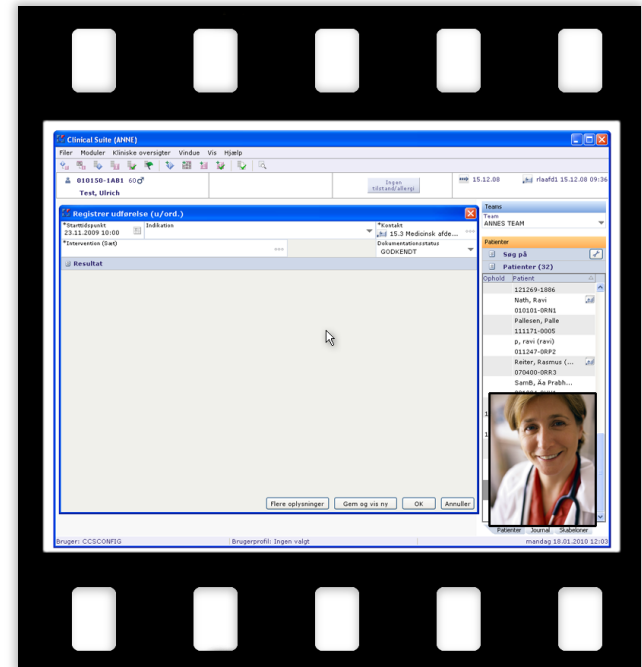 Clinical Suite (ANNE)
Filer Moduler Kliniske oversigter Vindue Vis Hjælp
010150-1AB1 60
Test, Ulrich
Ingen
tilstand/allergi
15.12.08
rlaafd1 15.12.08 09:36
Registrer udførelse (u/ord.)
*Starttidspunkt
23.11.2009 10:00
Indikation
*Kontakt
15.3 Medicinsk afde...
*Intervention (Sæt)
Dokumentationsstatus
GODKENDT
Resultat
Flere oplysninger
Gem og vis ny
OK
Annuller
Teams
Team
ANNES TEAM
Patienter
Søg på
Patienter (32)
Ophold Patient
121269-1886
Nath, Ravi
010101-0RN1
Pallesen, Palle
111171-0005
p, ravi (ravi)
011247-0RP2
Reiter, Rasmus (...
070400-0RR3
SamB, Åa Prabh...
Patienter Journal Skabeloner
Bruger: CCSCONFIG
Brugerprofil: Ingen valgt
mandag 18.01.2010 12:03